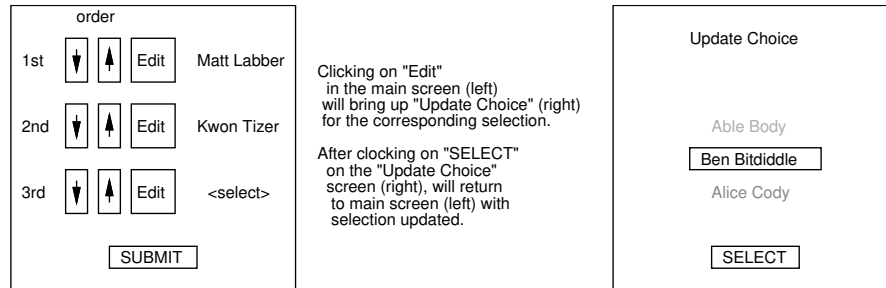 order
1st Edit Matt Labber
2nd Edit Kwon Tizer
3rd Edit <select>
SUBMIT
Clicking on "Edit"
in the main screen (left)
will bring up "Update Choice" (right)
for the corresponding selection.
After clocking on "SELECT"
on the "Update Choice"
screen (right), will return
to main screen (left) with
selection updated.
Update Choice
Able Body
Ben Bitdiddle
Alice Cody
SELECT